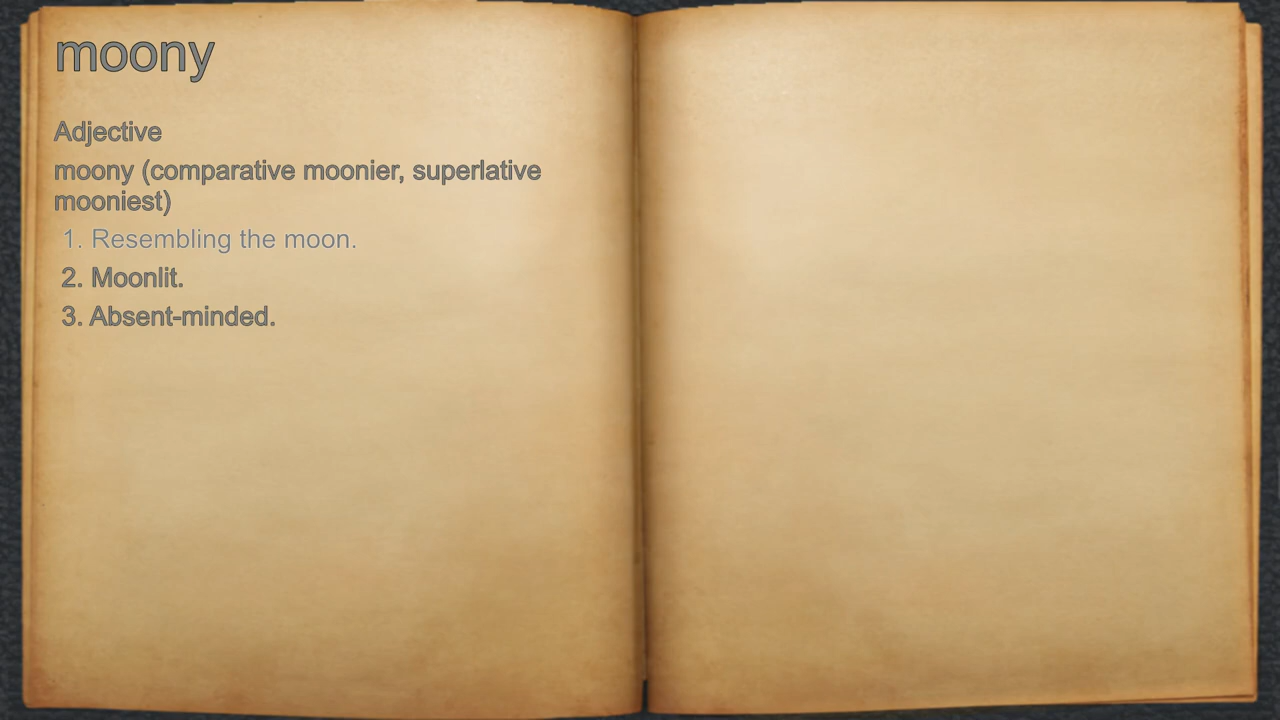 moony
Adjective
moony (comparative moonier, superlative
mooniest)
1. Resembling the moon.
2. Moonlit.
3. Absent-minded.